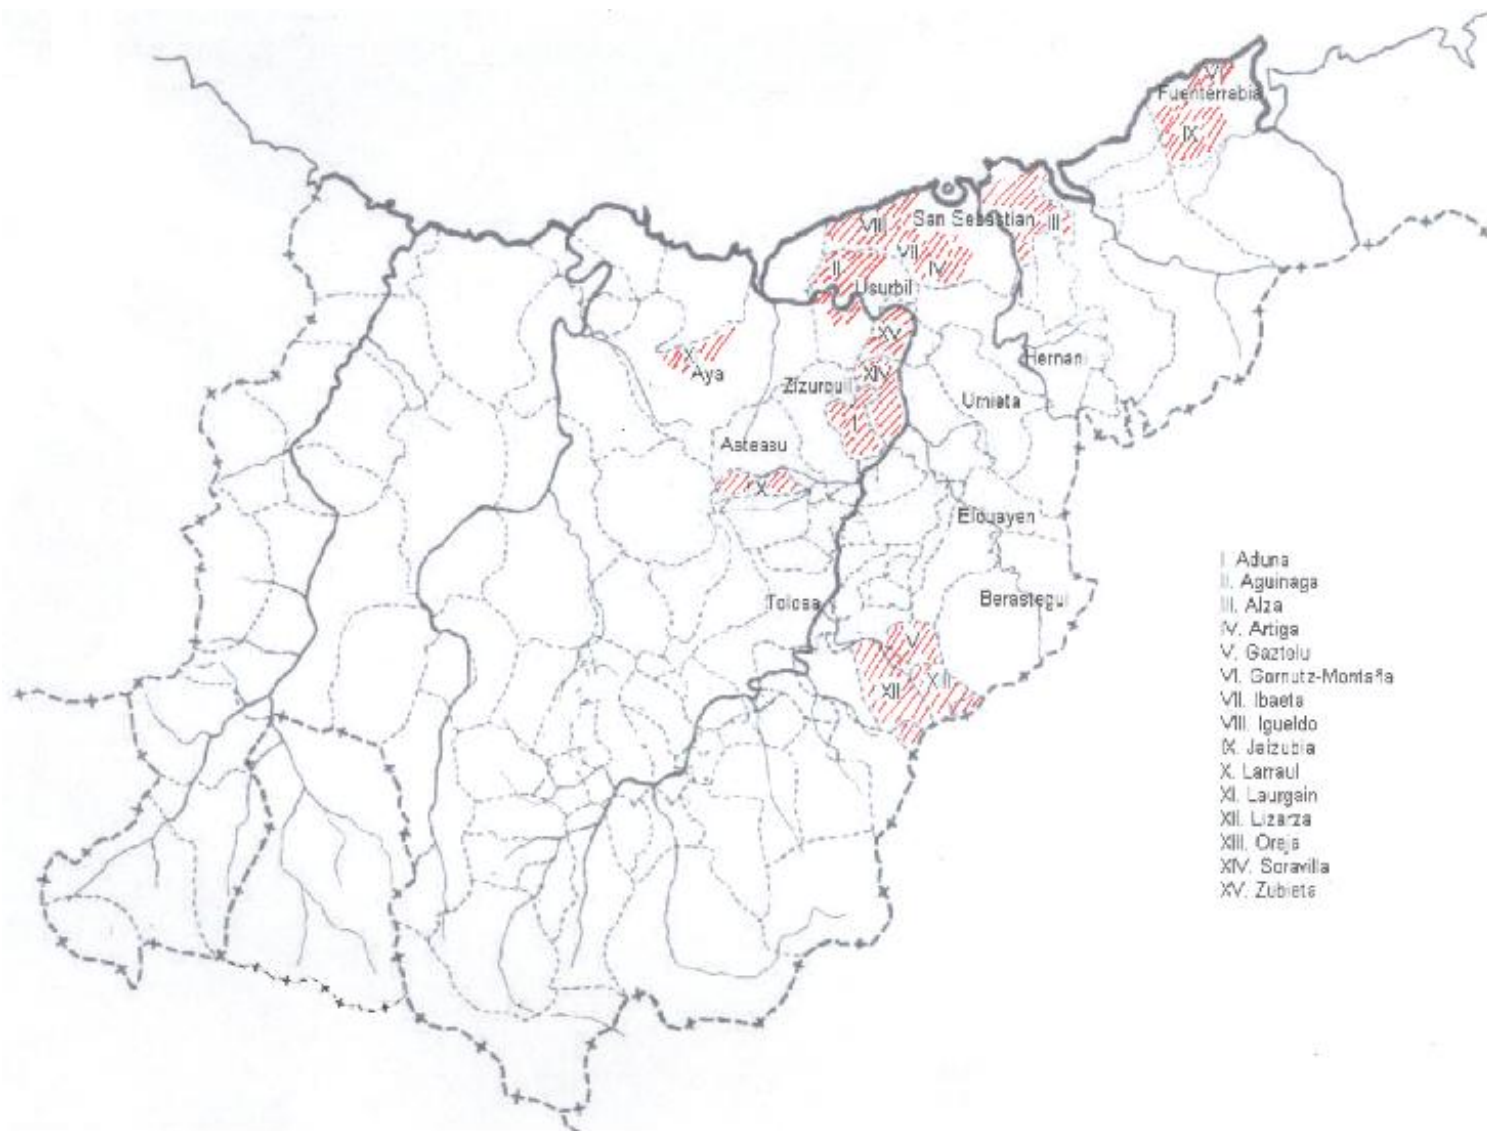 VI
Fuenterrabia
IX
VIII
San Sebastian
III
VII
IV
II
Usurbil
XV
Hernani
X
Aya
XIV
Zizurquil
Urnieta
I
Asteasu
X
Elduayen
Tolosa
Berastegui
V
XII
XIII
I. Aduna
II. Aguinaga
III. Alza
IV. Artiga
V. Gaztelu
VI. Gornutz-Montaña
VII. Ibaeta
VIII. Igueldo
IX. Jaizubia
X. Larraul
XI. Laurgain
XII. Lizarza
XIII. Oreja
XIV. Soravilla
XV. Zubieta